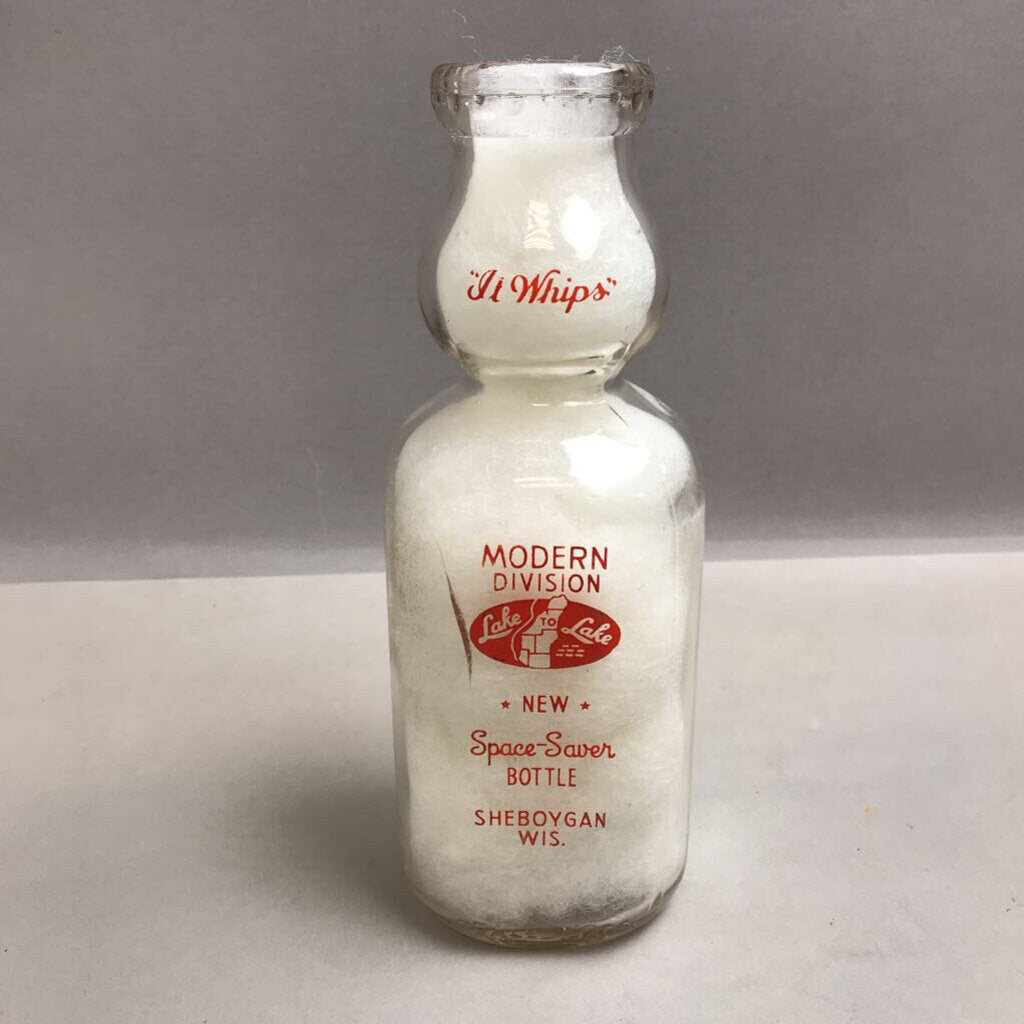 "It Whips"
MODERN
DIVISION
Lake TO Lake
★ NEW ★
Space-Saver
BOTTLE
SHEBOYGAN
WIS.